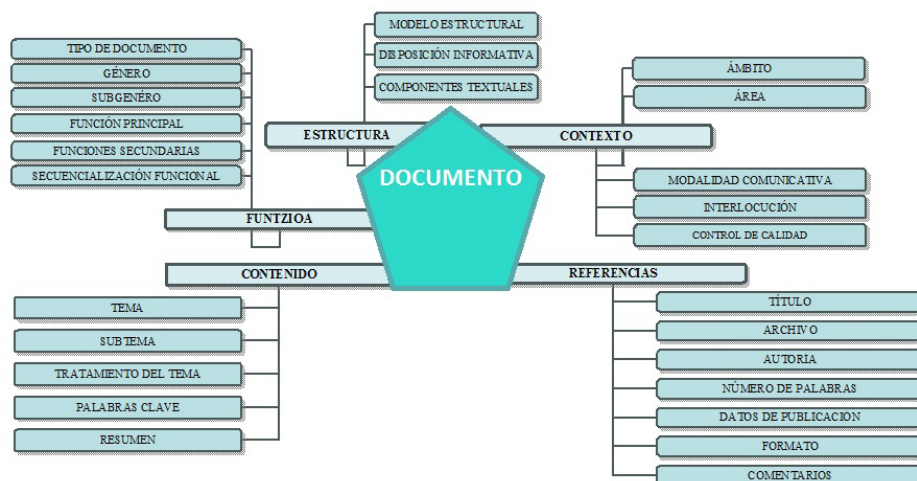 MODELO ESTRUCTURAL
DISPOSICIÓN INFORMATIVA
COMPONENTES TEXTUALES
ESTRUCTURA
TIPO DE DOCUMENTO
GÉNERO
SUBGENÉRO
FUNCIÓN PRINCIPAL
FUNCIONES SECUNDARIAS
SECUENCIALIZACIÓN FUNCIONAL
FUNTZIOA
ÁMBITO
ÁREA
CONTEXTO
MODALIDAD COMUNICATIVA
INTERLOCUCIÓN
CONTROL DE CALIDAD
DOCUMENTO
CONTENIDO
TEMA
SUBTEMA
TRATAMIENTO DEL TEMA
PALABRAS CLAVE
RESUMEN
REFERENCIAS
TÍTULO
ARCHIVO
AUTORÍA
NÚMERO DE PALABRAS
DATOS DE PUBLICACIÓN
FORMATO
COMENTARIOS